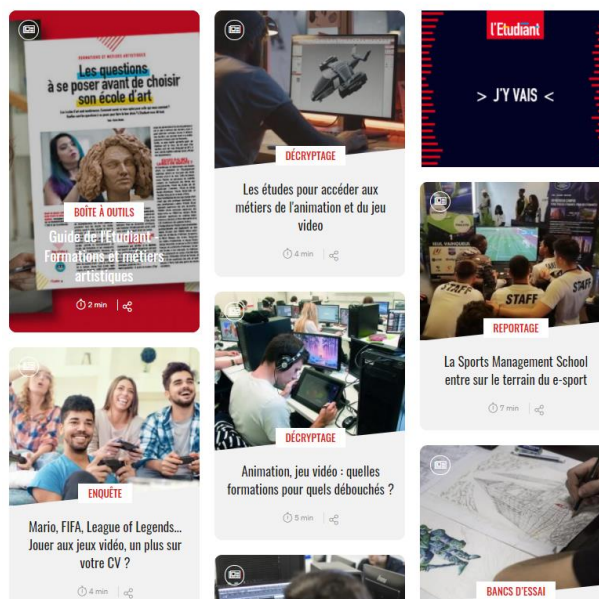 FORMATIONS ET MÉTIERS ARTISTIQUES
Les questions
à se poser avant de choisir
son école d'art
BOÎTE À OUTILS
Guide de l'Etudiant
Formations et métiers
artistiques
2 min
ENQUÊTE
Mario, FIFA, League of Legends...
Jouer aux jeux vidéo, un plus sur
votre CV ?
4 min
DÉCRYPTAGE
Les études pour accéder aux
métiers de l'animation et du jeu
video
4 min
DÉCRYPTAGE
Animation, jeu vidéo : quelles
formations pour quels débouchés ?
5 min
l'Etudiant
> J'Y VAIS <
STAFF
STAFF
STAFF
REPORTAGE
La Sports Management School
entre sur le terrain du e-sport
7 min
BANCS D'ESSAI